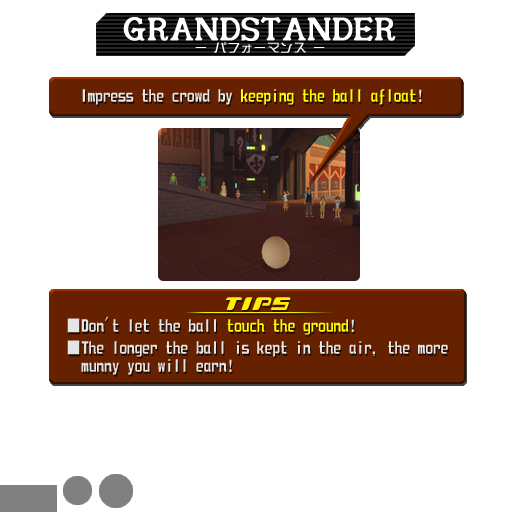 GRANDSTANDER
— パフォーマンス —
Impress the crowd by keeping the ball afloat!
TIPS
■Don't let the ball touch the ground!
■The longer the ball is kept in the air, the more
munny you will earn!